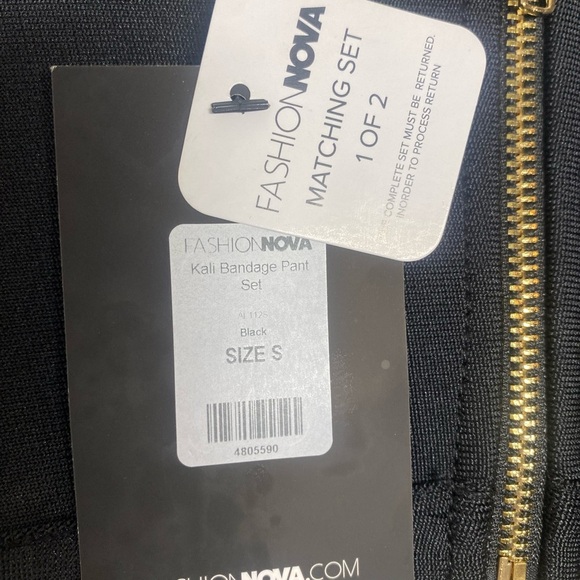 FASHIONNOVA
MATCHING SET
1 OF 2
COMPLETE SET MUST BE RETURNED.
INORDER TO PROCESS RETURN
FASHIONNOVA
Kali Bandage Pant
Set
Black
SIZE S
4805590
FASHIONNOVA.COM